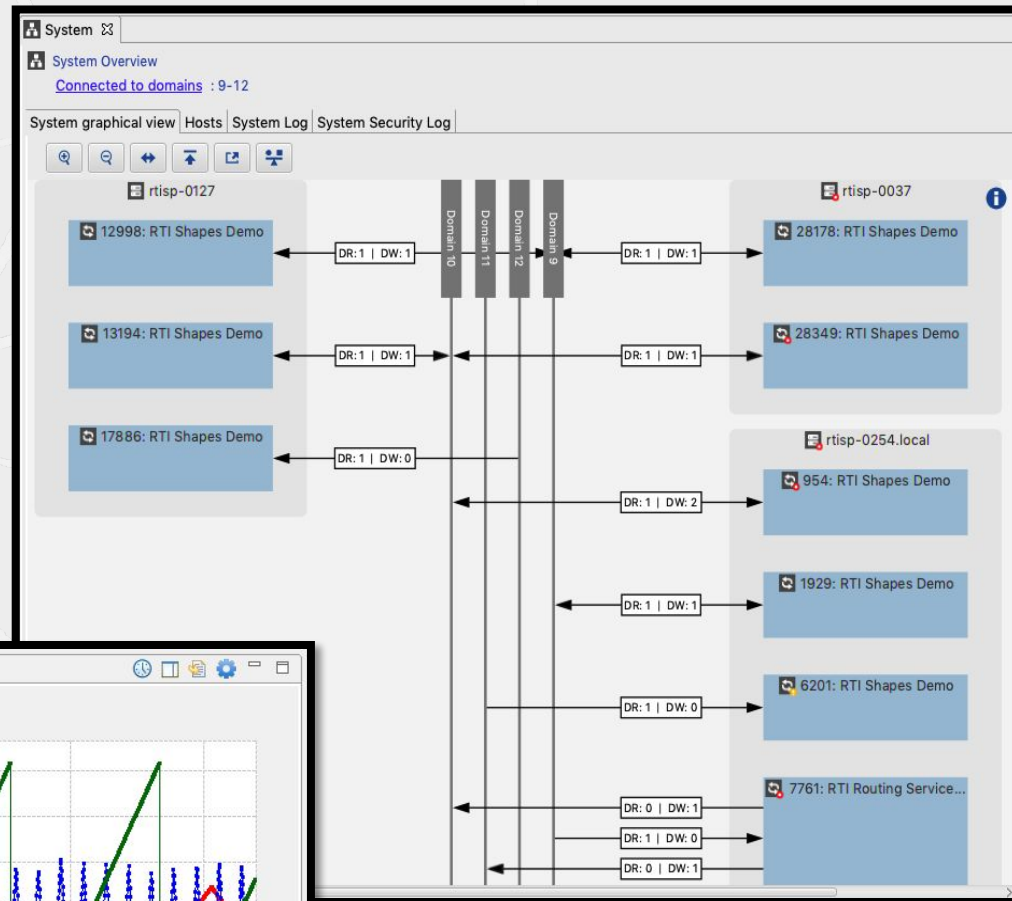 System
System Overview
Connected to domains : 9-12
System graphical view Hosts System Log System Security Log
rtisp-0127
12998: RTI Shapes Demo
DR: 1 | DW: 1
13194: RTI Shapes Demo
DR: 1 | DW: 1
17886: RTI Shapes Demo
DR: 1 | DW: 0
Domain 10
Domain 11
Domain 12
Domain 9
rtisp-0037
28178: RTI Shapes Demo
DR: 1 | DW: 1
28349: RTI Shapes Demo
DR: 1 | DW: 1
rtisp-0254.local
954: RTI Shapes Demo
DR: 1 | DW: 2
1929: RTI Shapes Demo
DR: 1 | DW: 1
6201: RTI Shapes Demo
DR: 1 | DW: 0
7761: RTI Routing Service...
DR: 0 | DW: 1
DR: 1 | DW: 0
DR: 0 | DW: 1